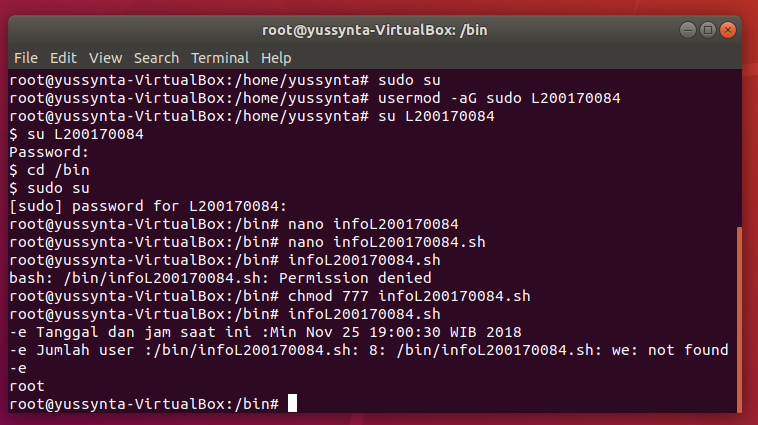 root@yussynta-VirtualBox: /bin
File Edit View Search Terminal Help
root@yussynta-VirtualBox:/home/yussynta# sudo su
root@yussynta-VirtualBox:/home/yussynta# usermod -aG sudo L200170084
root@yussynta-VirtualBox:/home/yussynta# su L200170084
$ su L200170084
Password:
$ cd /bin
$ sudo su
[sudo] password for L200170084:
root@yussynta-VirtualBox:/bin# nano infoL200170084
root@yussynta-VirtualBox:/bin# nano infoL200170084.sh
root@yussynta-VirtualBox:/bin# infoL200170084.sh
bash: /bin/infoL200170084.sh: Permission denied
root@yussynta-VirtualBox:/bin# chmod 777 infoL200170084.sh
root@yussynta-VirtualBox:/bin# infoL200170084.sh
-e Tanggal dan jam saat ini :Min Nov 25 19:00:30 WIB 2018
-e Jumlah user :/bin/infoL200170084.sh: 8: /bin/infoL200170084.sh: we: not found
-e
root
root@yussynta-VirtualBox:/bin#